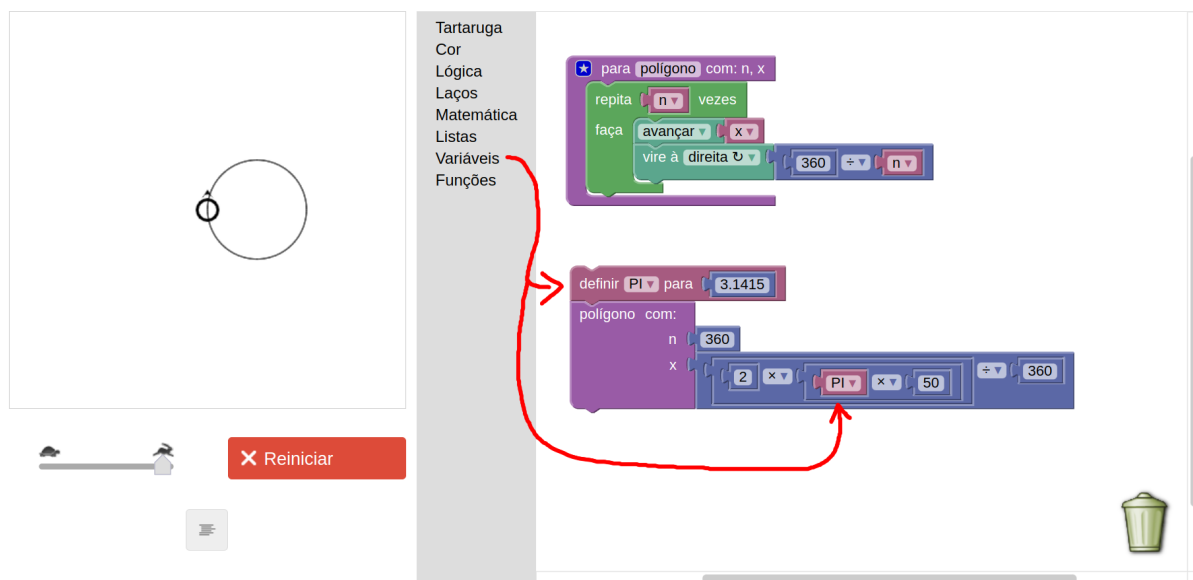 Tartaruga
Cor
Lógica
Laços
Matemática
Listas
Variáveis
Funções
para polígono com: n, x
repita n ▾ vezes
faça avançar ▾ x ▾
vire à direita ↻ ▾ 360 ÷ ▾ n ▾
definir PI ▾ para 3.1415
polígono com:
n 360
x 2 × ▾ PI ▾ × ▾ 50 ÷ ▾ 360
Reiniciar